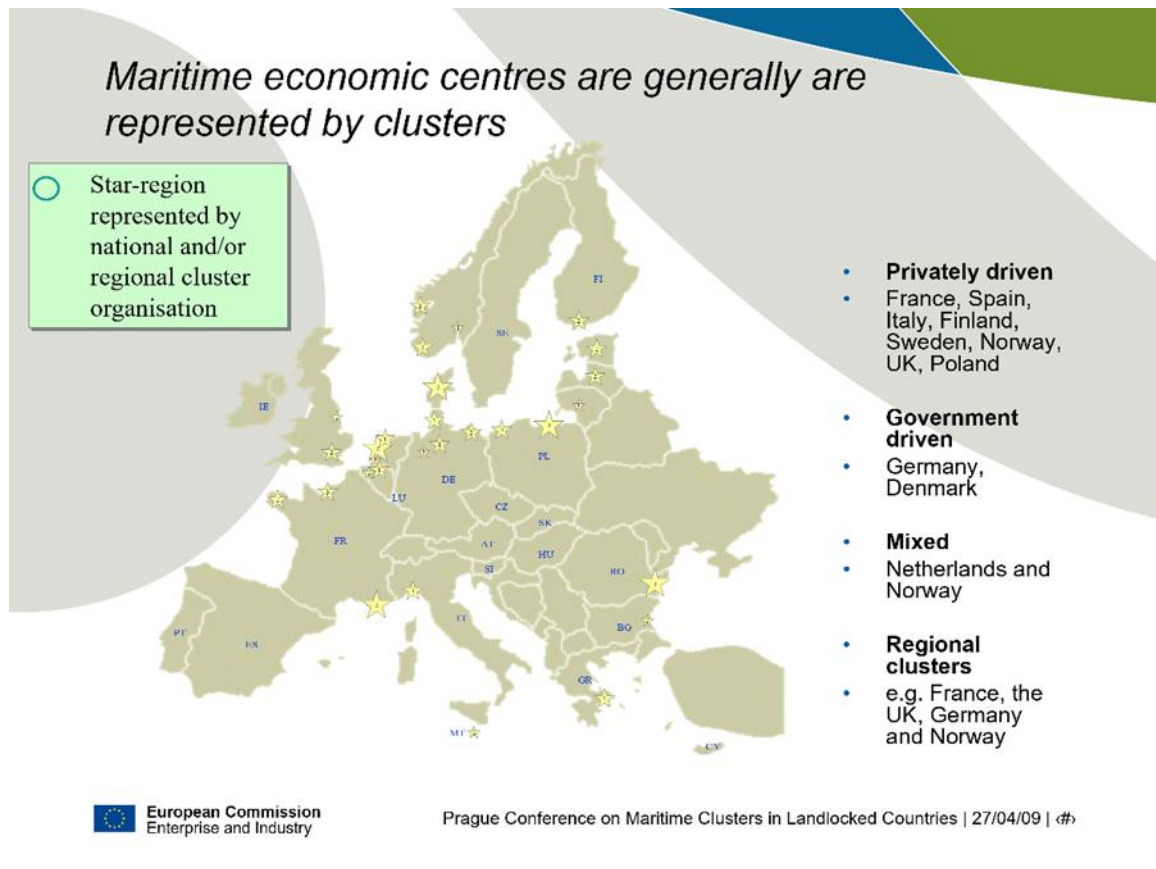 Maritime economic centres are generally are
represented by clusters
Star-region
represented by
national and/or
regional cluster
organisation
• Privately driven
• France, Spain,
Italy, Finland,
Sweden, Norway,
UK, Poland
• Government
driven
• Germany,
Denmark
• Mixed
• Netherlands and
Norway
• Regional
clusters
• e.g. France, the
UK, Germany
and Norway
FI
SE
IE
PL
DE
LU
CZ
SK
FR
AT
HU
SI
RO
IT
BG
PT
ES
GR
MT
CY
European Commission
Enterprise and Industry
Prague Conference on Maritime Clusters in Landlocked Countries | 27/04/09 | ‹#›